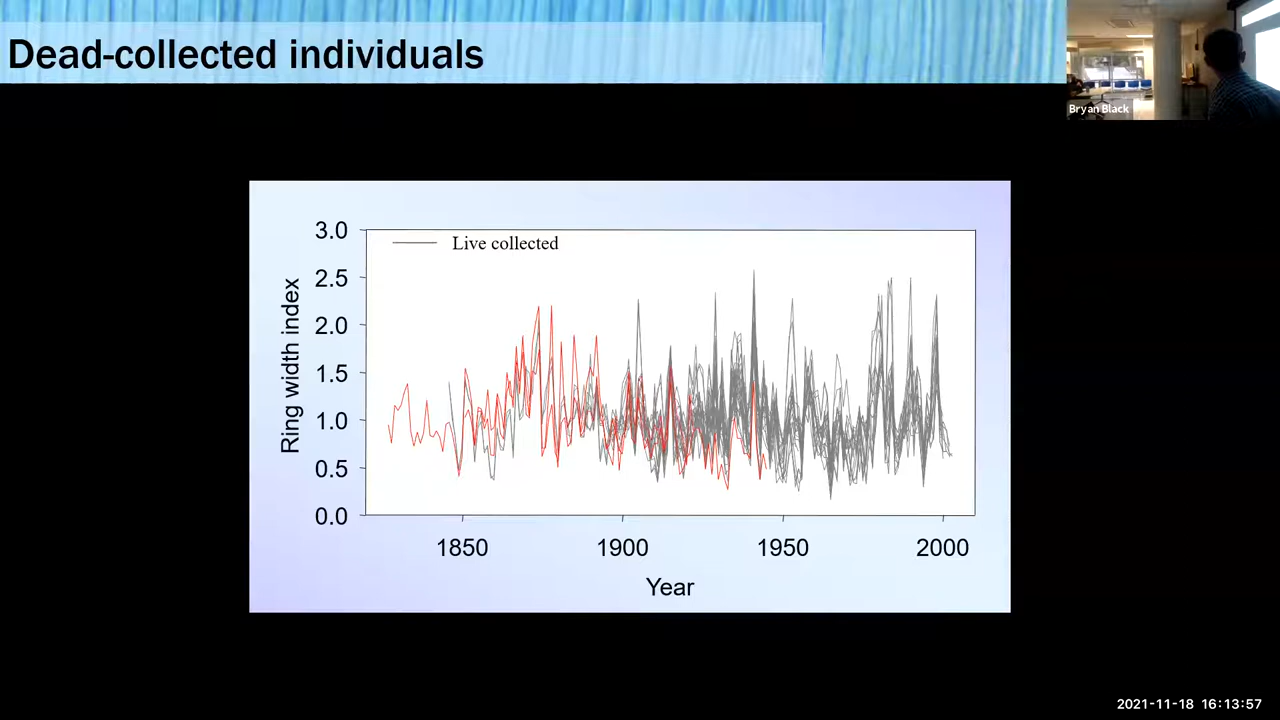 Dead-collected individuals
Bryan Black
Live collected
3.0
2.5
2.0
1.5
1.0
0.5
0.0
Ring width index
1850 1900 1950 2000
Year
2021-11-18 16:13:57